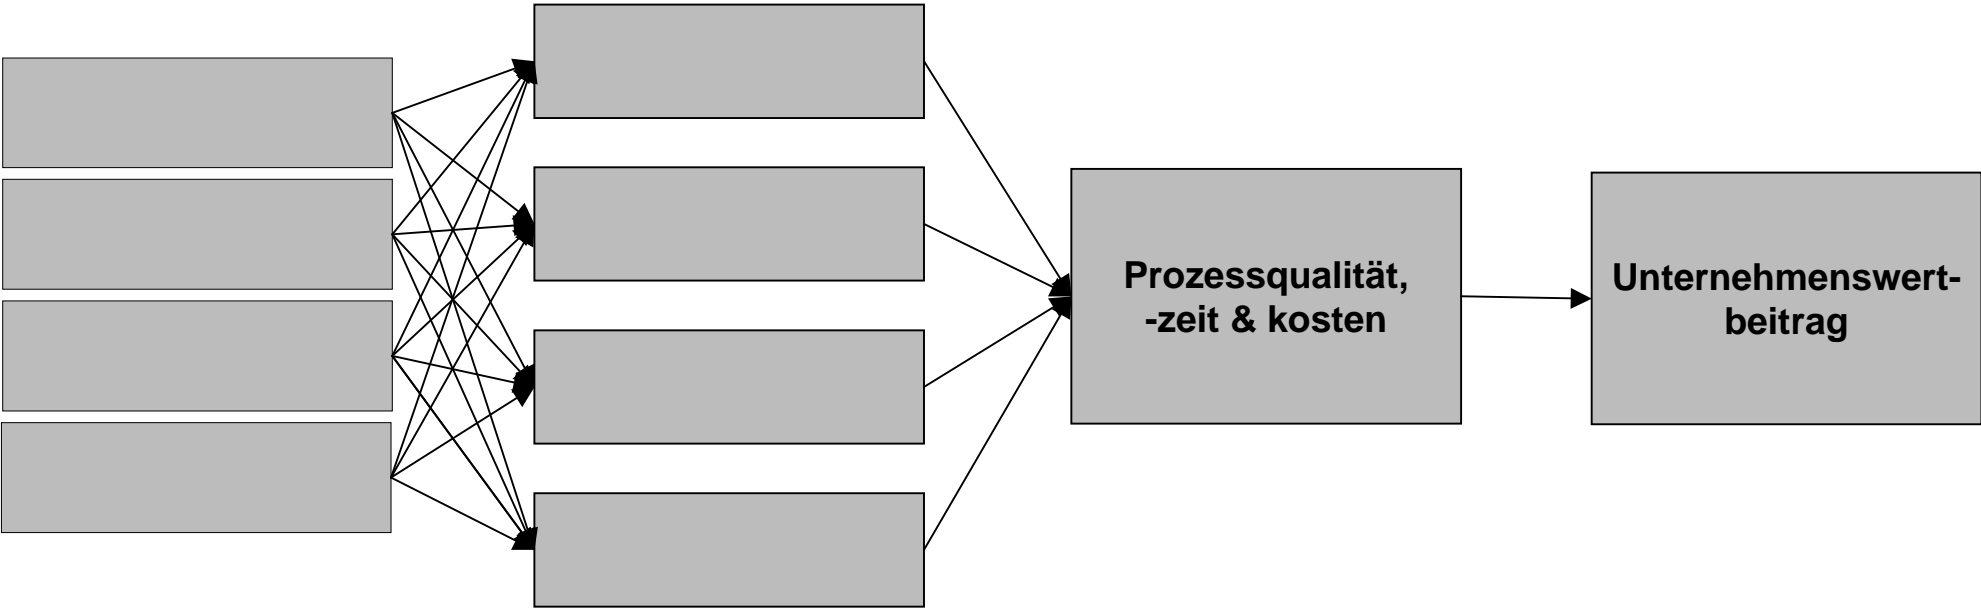 Prozessqualität,
-zeit & kosten
Unternehmenswert-
beitrag